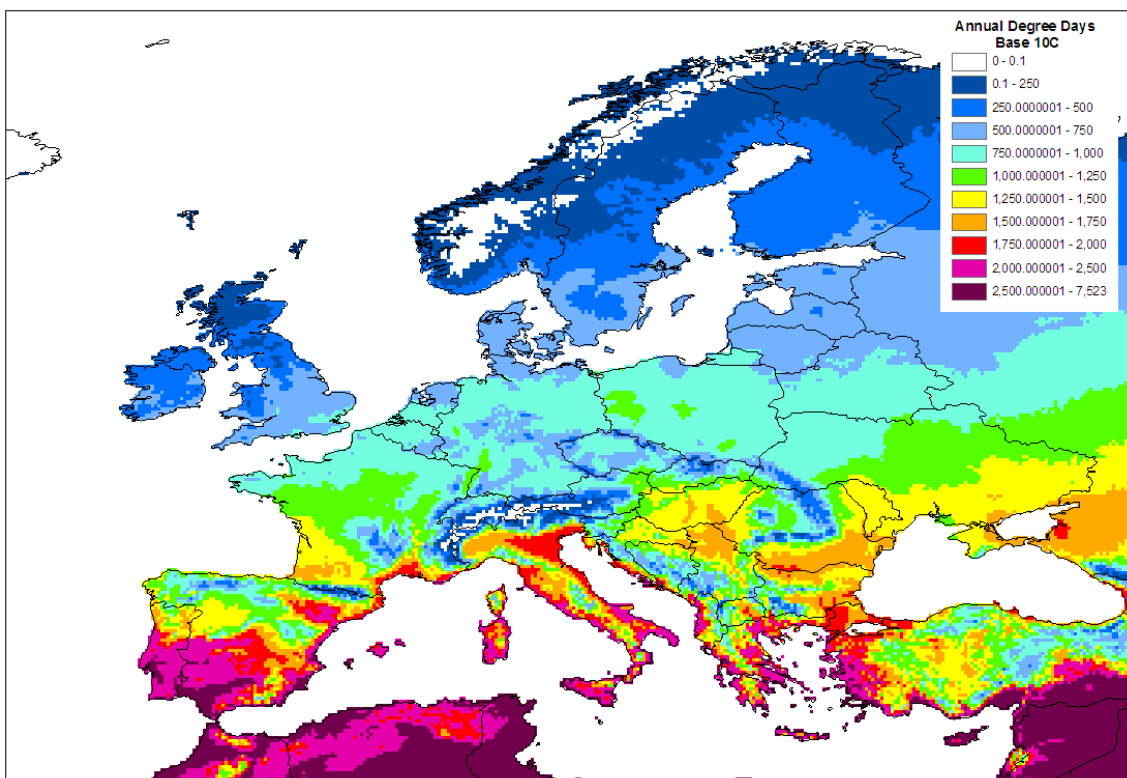 Annual Degree Days
Base 10C
0 - 0.1
0.1 - 250
250.0000001 - 500
500.0000001 - 750
750.0000001 - 1,000
1,000.000001 - 1,250
1,250.000001 - 1,500
1,500.000001 - 1,750
1,750.000001 - 2,000
2,000.000001 - 2,500
2,500.000001 - 7,523